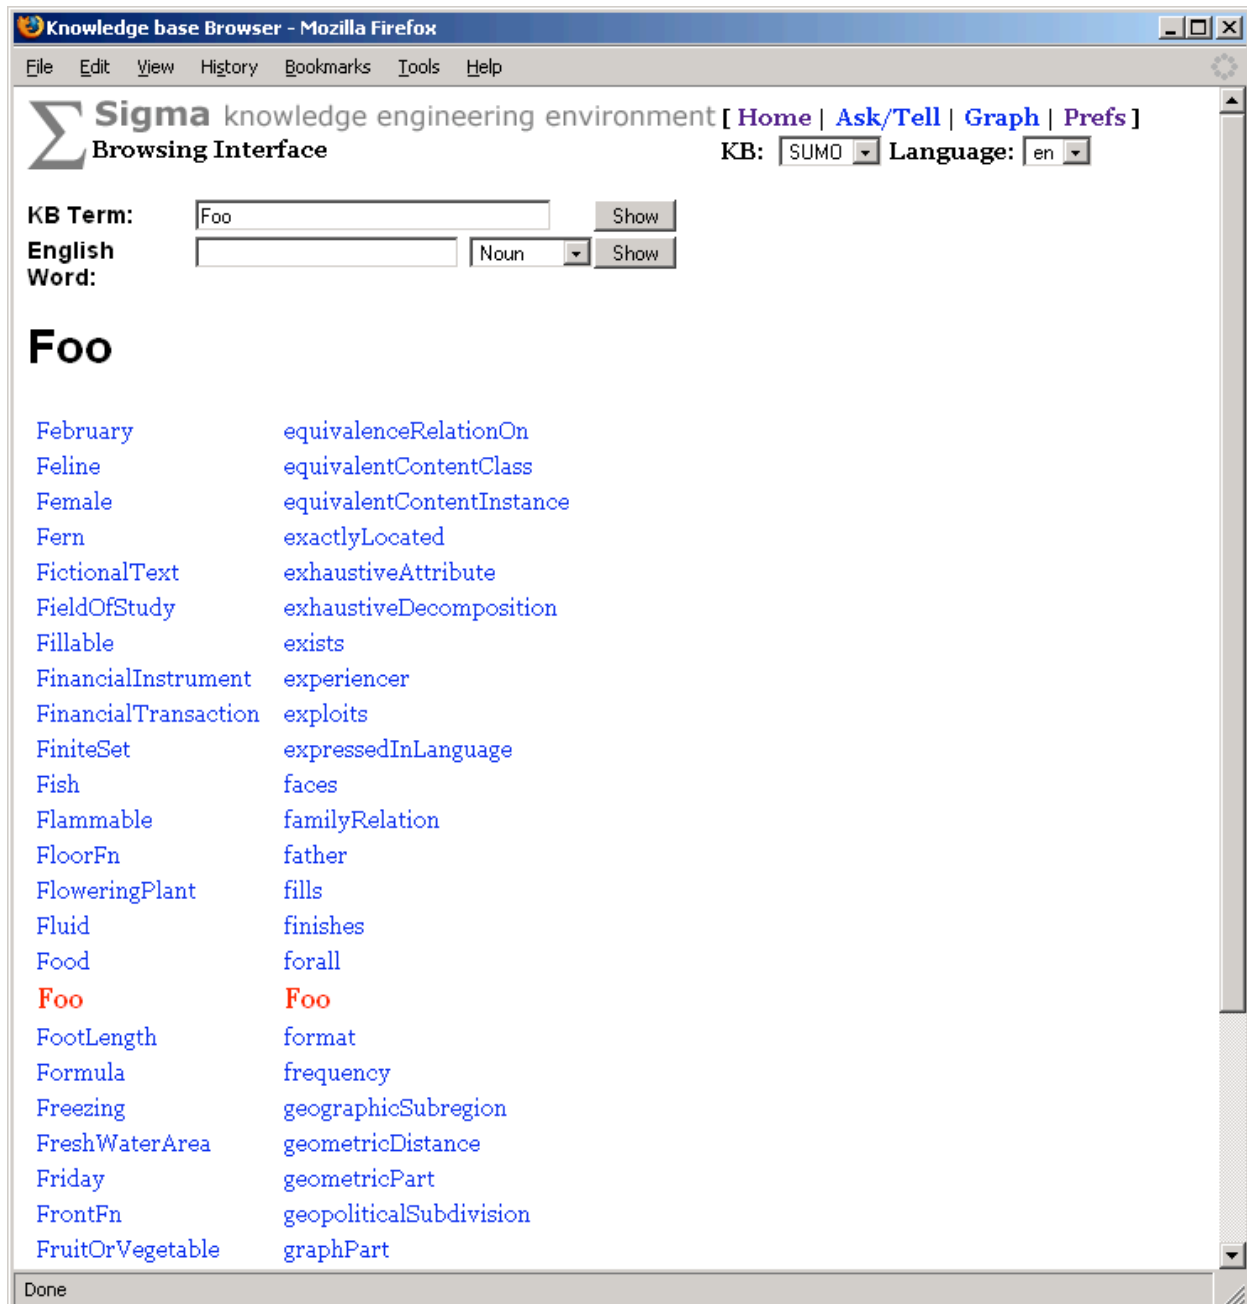 Knowledge base Browser - Mozilla Firefox
File Edit View History Bookmarks Tools Help
Σ Sigma knowledge engineering environment [ Home | Ask/Tell | Graph | Prefs ]
Browsing Interface KB: SUMO Language: en
KB Term: Foo Show
English Word: Noun Show
Foo
February equivalenceRelationOn
Feline equivalentContentClass
Female equivalentContentInstance
Fern exactlyLocated
FictionalText exhaustiveAttribute
FieldOfStudy exhaustiveDecomposition
Fillable exists
FinancialInstrument experiencer
FinancialTransaction exploits
FiniteSet expressedInLanguage
Fish faces
Flammable familyRelation
FloorFn father
FloweringPlant fills
Fluid finishes
Food forall
Foo Foo
FootLength format
Formula frequency
Freezing geographicSubregion
FreshWaterArea geometricDistance
Friday geometricPart
FrontFn geopoliticalSubdivision
FruitOrVegetable graphPart
Done